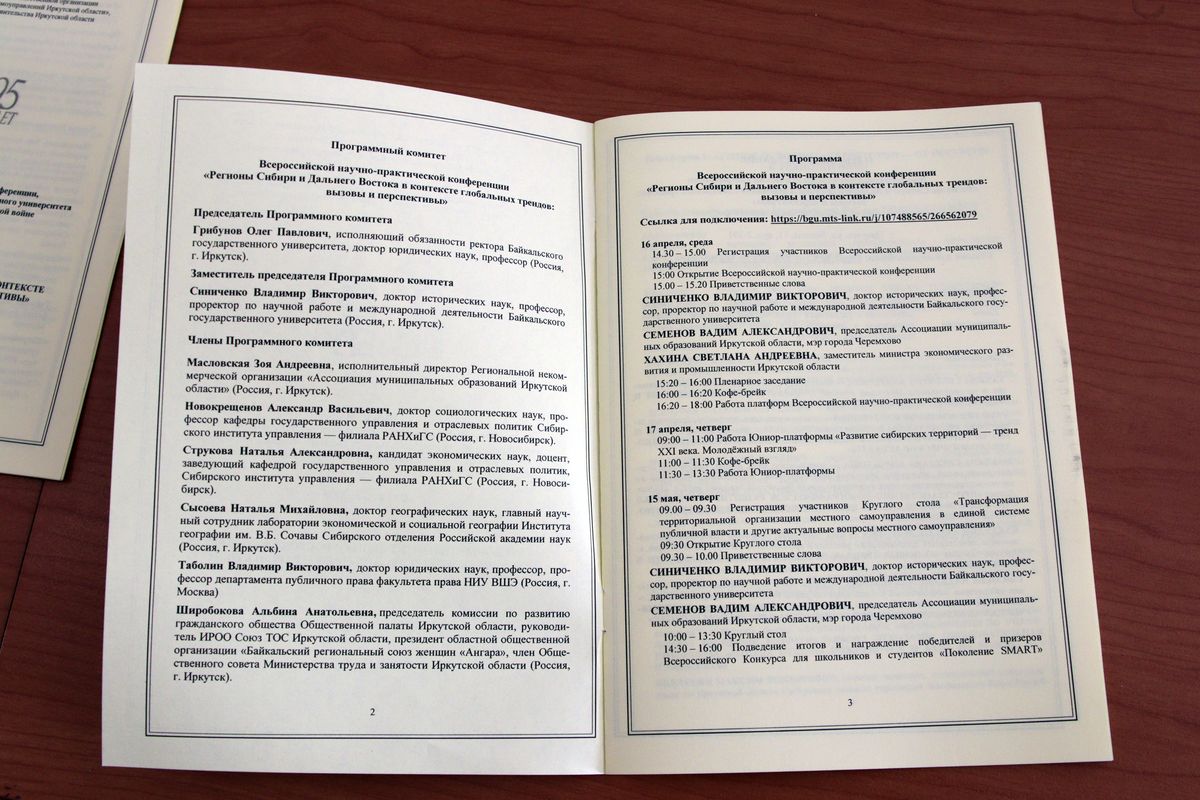 моуправлений Иркутской области»,
вительства Иркутской области
95
ЛЕТ
ференции,
ного университета
ой войне
ОНТЕКСТЕ
ТИВЫ»
Программный комитет
Всероссийской научно-практической конференции
«Регионы Сибири и Дальнего Востока в контексте глобальных трендов:
вызовы и перспективы»
Председатель Программного комитета
Грибунов Олег Павлович, исполняющий обязанности ректора Байкальского
государственного университета, доктор юридических наук, профессор (Россия,
г. Иркутск).
Заместитель председателя Программного комитета
Синиченко Владимир Викторович, доктор исторических наук, профессор,
проректор по научной работе и международной деятельности Байкальского
государственного университета (Россия, г. Иркутск).
Члены Программного комитета
Масловская Зоя Андреевна, исполнительный директор Региональной неком-
мерческой организации «Ассоциация муниципальных образований Иркутской
области» (Россия, г. Иркутск).
Новокрещенов Александр Васильевич, доктор социологических наук, про-
фессор кафедры государственного управления и отраслевых политик Сибир-
ского института управления — филиала РАНХиГС (Россия, г. Новосибирск).
Струкова Наталья Александровна, кандидат экономических наук, доцент,
заведующий кафедрой государственного управления и отраслевых политик,
Сибирского института управления — филиала РАНХиГС (Россия, г. Новоси-
бирск).
Сысоева Наталья Михайловна, доктор географических наук, главный науч-
ный сотрудник лаборатории экономической и социальной географии Института
географии им. В.Б. Сочавы Сибирского отделения Российской академии наук
(Россия, г. Иркутск).
Таболин Владимир Викторович, доктор юридических наук, профессор, про-
фессор департамента публичного права факультета права НИУ ВШЭ (Россия, г.
Москва)
Широбокова Альбина Анатольевна, председатель комиссии по развитию
гражданского общества Общественной палаты Иркутской области, руководи-
тель ИРОО Союз ТОС Иркутской области, президент областной общественной
организации «Байкальский региональный союз женщин «Ангара», член Обще-
ственного совета Министерства труда и занятости Иркутской области (Россия,
г. Иркутск).
2
Программа
Всероссийской научно-практической конференции
«Регионы Сибири и Дальнего Востока в контексте глобальных трендов:
вызовы и перспективы»
Ссылка для подключения: https://bgu.mts-link.ru/j/107488565/266562079
16 апреля, среда
14.30 – 15.00 Регистрация участников Всероссийской научно-практической
конференции
15:00 Открытие Всероссийской научно-практической конференции
15.00 – 15.20 Приветственные слова
СИНИЧЕНКО ВЛАДИМИР ВИКТОРОВИЧ, доктор исторических наук, профес-
сор, проректор по научной работе и международной деятельности Байкальского госу-
дарственного университета
СЕМЕНОВ ВАДИМ АЛЕКСАНДРОВИЧ, председатель Ассоциации муниципаль-
ных образований Иркутской области, мэр города Черемхово
ХАХИНА СВЕТЛАНА АНДРЕЕВНА, заместитель министра экономического раз-
вития и промышленности Иркутской области
15:20 – 16:00 Пленарное заседание
16:00 – 16:20 Кофе-брейк
16:20 – 18:00 Работа платформ Всероссийской научно-практической конференции
17 апреля, четверг
09:00 – 11:00 Работа Юниор-платформы «Развитие сибирских территорий — тренд
XXI века. Молодёжный взгляд»
11:00 – 11:30 Кофе-брейк
11:30 – 13:30 Работа Юниор-платформы
15 мая, четверг
09.00 – 09.30 Регистрация участников Круглого стола «Трансформация
территориальной организации местного самоуправления в единой системе
публичной власти и другие актуальные вопросы местного самоуправления»
09:30 Открытие Круглого стола
09.30 – 10.00 Приветственные слова
СИНИЧЕНКО ВЛАДИМИР ВИКТОРОВИЧ, доктор исторических наук, профес-
сор, проректор по научной работе и международной деятельности Байкальского госу-
дарственного университета
СЕМЕНОВ ВАДИМ АЛЕКСАНДРОВИЧ, председатель Ассоциации муниципаль-
ных образований Иркутской области, мэр города Черемхово
10:00 – 13:30 Круглый стол
14:30 – 16:00 Подведение итогов и награждение победителей и призеров
Всероссийского Конкурса для школьников и студентов «Поколение SMART»
3